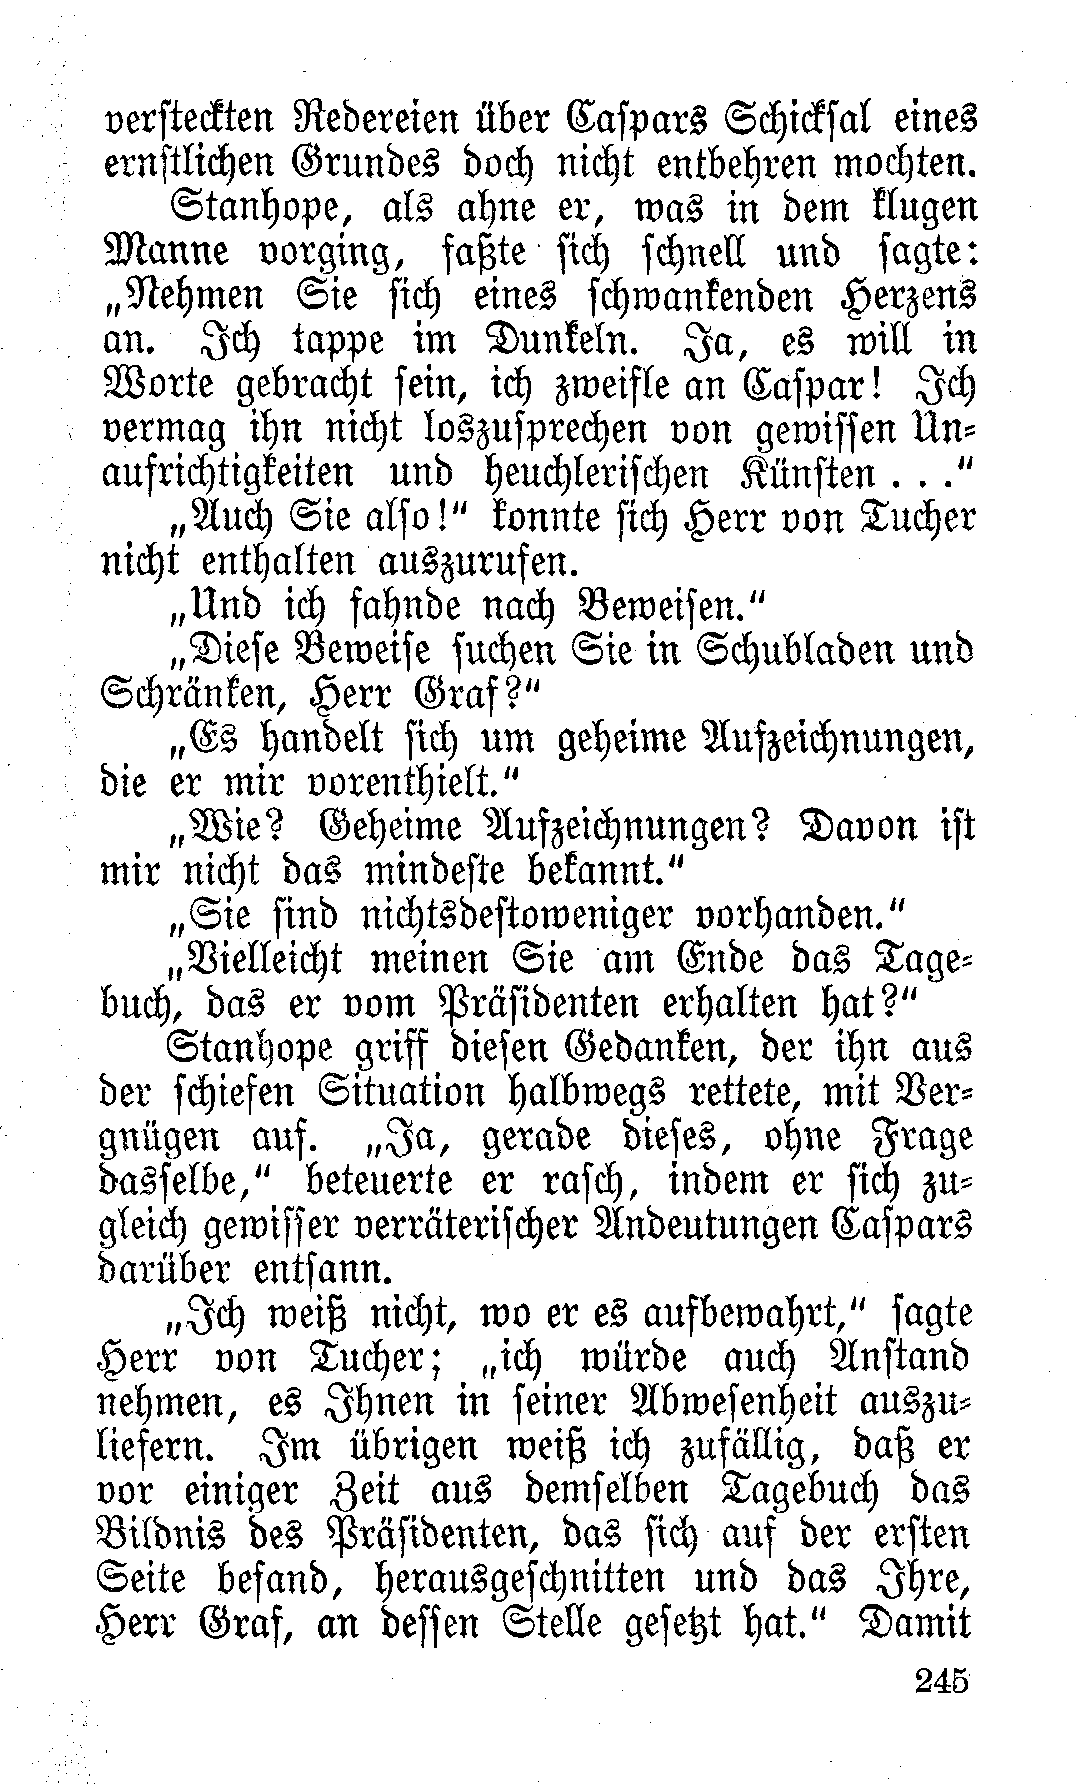 versteckten Redereien über Caspars Schicksal eines
ernstlichen Grundes doch nicht entbehren mochten.
Stanhope, als ahne er, was in dem klugen
Manne vorging, faßte sich schnell und sagte:
„Nehmen Sie sich eines schwankenden Herzens
an. Ich tappe im Dunkeln. Ja, es will in
Worte gebracht sein, ich zweifle an Caspar! Ich
vermag ihn nicht loszusprechen von gewissen Un-
aufrichtigkeiten und heuchlerischen Künsten . . .“
„Auch Sie also!“ konnte sich Herr von Tucher
nicht enthalten auszurufen.
„Und ich fahnde nach Beweisen.“
„Diese Beweise suchen Sie in Schubladen und
Schränken, Herr Graf?“
„Es handelt sich um geheime Aufzeichnungen,
die er mir vorenthielt.“
„Wie? Geheime Aufzeichnungen? Davon ist
mir nicht das mindeste bekannt.“
„Sie sind nichtsdestoweniger vorhanden.“
„Vielleicht meinen Sie am Ende das Tage-
buch, das er vom Präsidenten erhalten hat?“
Stanhope griff diesen Gedanken, der ihn aus
der schiefen Situation halbwegs rettete, mit Ver-
gnügen auf. „Ja, gerade dieses, ohne Frage
dasselbe,“ beteuerte er rasch, indem er sich zu-
gleich gewisser verräterischer Andeutungen Caspars
darüber entsann.
„Ich weiß nicht, wo er es aufbewahrt,“ sagte
Herr von Tucher; „ich würde auch Anstand
nehmen, es Ihnen in seiner Abwesenheit auszu-
liefern. Im übrigen weiß ich zufällig, daß er
vor einiger Zeit aus demselben Tagebuch das
Bildnis des Präsidenten, das sich auf der ersten
Seite befand, herausgeschnitten und das Ihre,
Herr Graf, an dessen Stelle gesetzt hat.“ Damit
245